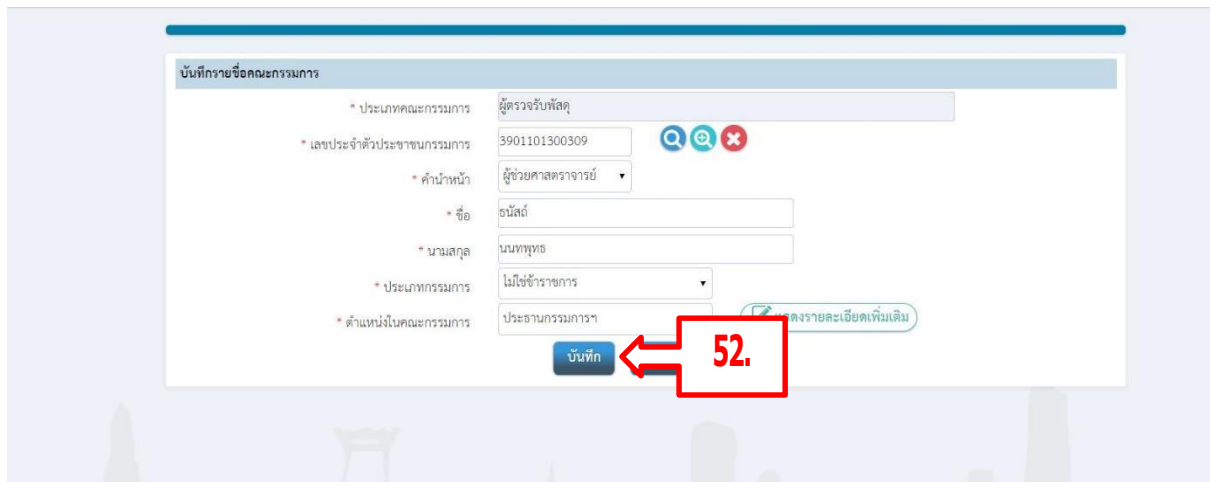 บันทึกรายชื่อคณะกรรมการ
* ประเภทคณะกรรมการ ผู้ตรวจรับพัสดุ
* เลขประจำตัวประชาชนกรรมการ 3901101300309
* คำนำหน้า ผู้ช่วยศาสตราจารย์
* ชื่อ ธนัสถ์
* นามสกุล นนทพุทธ
* ประเภทกรรมการ ไม่ใช่ข้าราชการ
* ตำแหน่งในคณะกรรมการ ประธานกรรมการฯ รายละเอียดเพิ่มเติม
บันทึก 52.